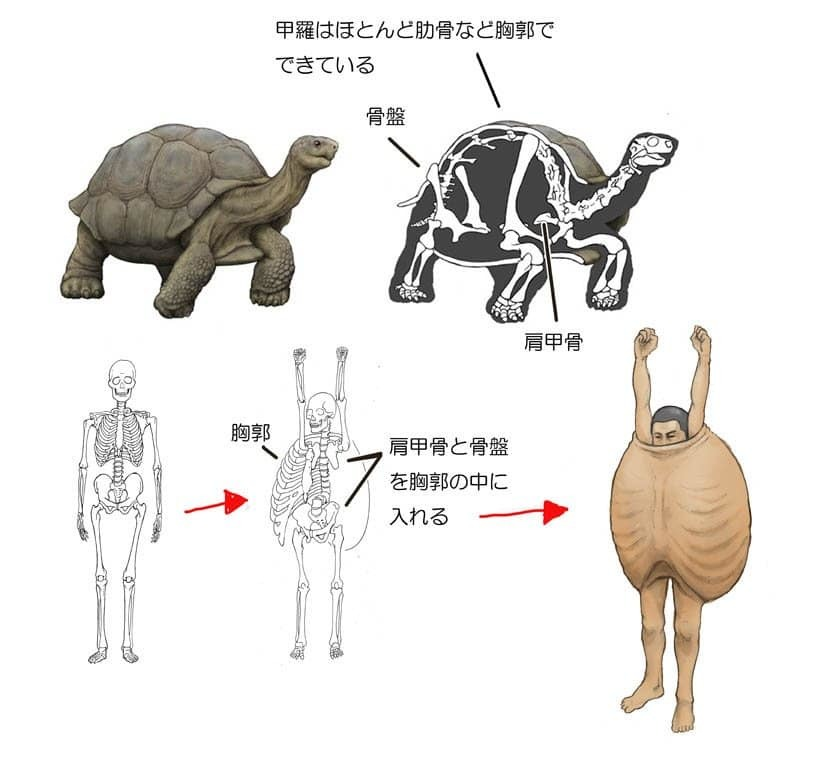 甲羅はほとんど肋骨など胸郭で
できている
骨盤
肩甲骨
胸郭
肩甲骨と骨盤
を胸郭の中に
入れる